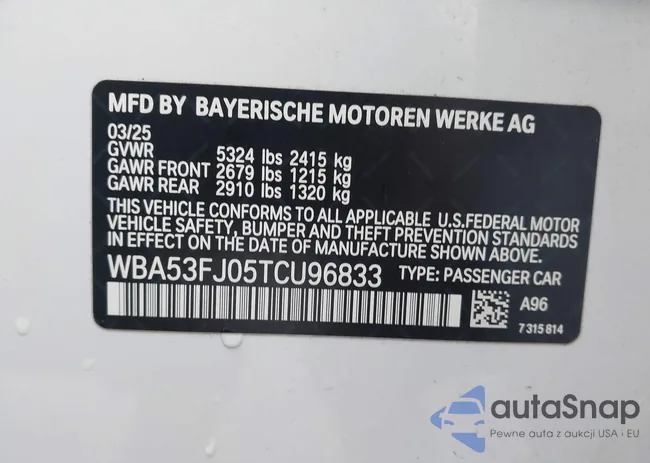 MFD BY BAYERISCHE MOTOREN WERKE AG
03/25
GVWR 5324 lbs 2415 kg
GAWR FRONT 2679 lbs 1215 kg
GAWR REAR 2910 lbs 1320 kg
THIS VEHICLE CONFORMS TO ALL APPLICABLE U.S.FEDERAL MOTOR
VEHICLE SAFETY, BUMPER AND THEFT PREVENTION STANDARDS
IN EFFECT ON THE DATE OF MANUFACTURE SHOWN ABOVE.
WBA53FJ05TCU96833 TYPE: PASSENGER CAR
A96
7 315 814
autaSnap
Pewne auta z aukcji USA i EU